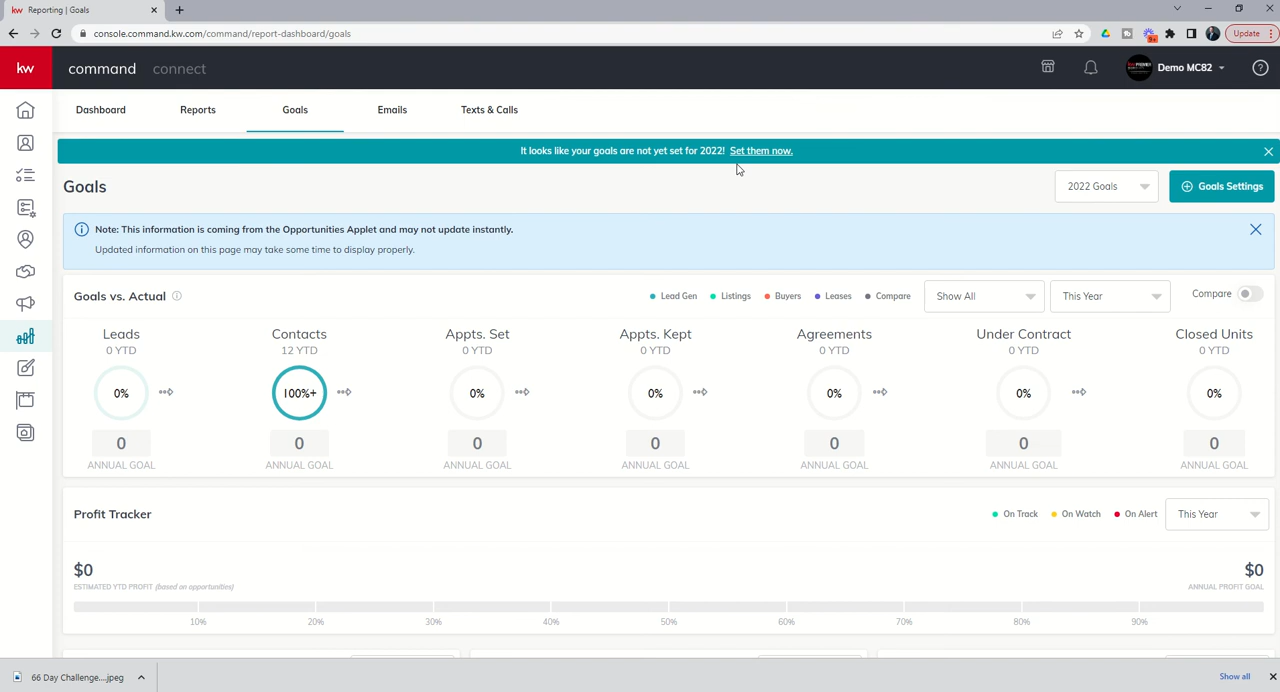 Reporting | Goals
console.command.kw.com/command/report-dashboard/goals
9+
Update
kw
command connect
Demo MC82
Dashboard Reports Goals Emails Texts & Calls
It looks like your goals are not yet set for 2022! Set them now.
Goals
2022 Goals
Goals Settings
Note: This information is coming from the Opportunities Applet and may not update instantly.
Updated information on this page may take some time to display properly.
Goals vs. Actual
Lead Gen Listings Buyers Leases Compare
Show All
This Year
Compare
Leads Contacts Appts. Set Appts. Kept Agreements Under Contract Closed Units
0 YTD 12 YTD 0 YTD 0 YTD 0 YTD 0 YTD 0 YTD
0% 100%+ 0% 0% 0% 0% 0%
0 0 0 0 0 0 0
ANNUAL GOAL ANNUAL GOAL ANNUAL GOAL ANNUAL GOAL ANNUAL GOAL ANNUAL GOAL ANNUAL GOAL
Profit Tracker
On Track On Watch On Alert
This Year
$0 $0
ESTIMATED YTD PROFIT (based on opportunities) ANNUAL PROFIT GOAL
10% 20% 30% 40% 50% 60% 70% 80% 90%
66 Day Challenge....jpeg
Show all